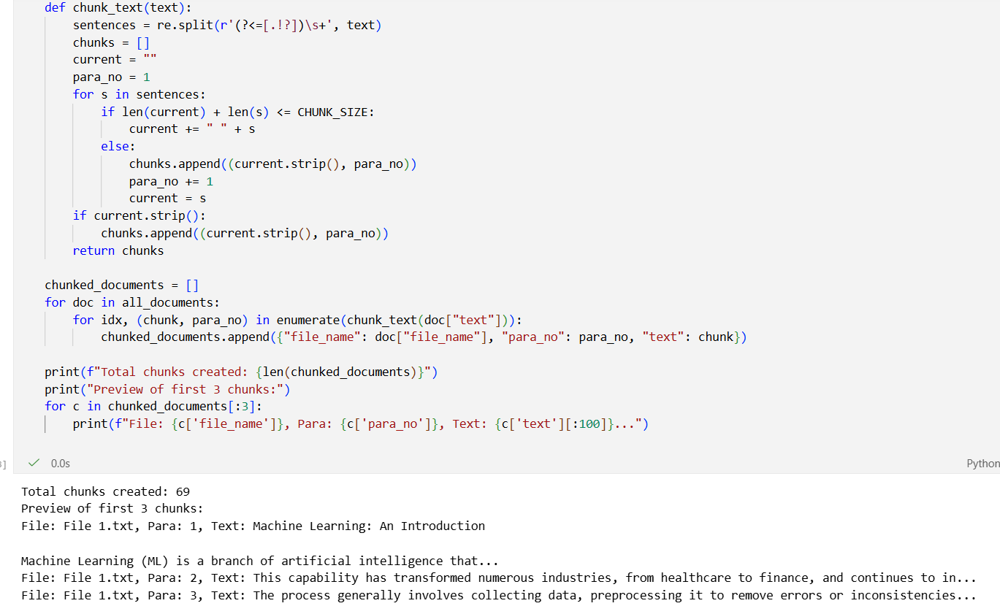 def chunk_text(text):
    sentences = re.split(r'(?<=[.!?])\s+', text)
    chunks = []
    current = ""
    para_no = 1
    for s in sentences:
        if len(current) + len(s) <= CHUNK_SIZE:
            current += " " + s
        else:
            chunks.append((current.strip(), para_no))
            para_no += 1
            current = s
    if current.strip():
        chunks.append((current.strip(), para_no))
    return chunks

chunked_documents = []
for doc in all_documents:
    for idx, (chunk, para_no) in enumerate(chunk_text(doc["text"])):
        chunked_documents.append({"file_name": doc["file_name"], "para_no": para_no, "text": chunk})

print(f"Total chunks created: {len(chunked_documents)}")
print("Preview of first 3 chunks:")
for c in chunked_documents[:3]:
    print(f"File: {c['file_name']}, Para: {c['para_no']}, Text: {c['text'][:100]}...")

] 0.0s Python
Total chunks created: 69
Preview of first 3 chunks:
File: File 1.txt, Para: 1, Text: Machine Learning: An Introduction

Machine Learning (ML) is a branch of artificial intelligence that...
File: File 1.txt, Para: 2, Text: This capability has transformed numerous industries, from healthcare to finance, and continues to in...
File: File 1.txt, Para: 3, Text: The process generally involves collecting data, preprocessing it to remove errors or inconsistencies...